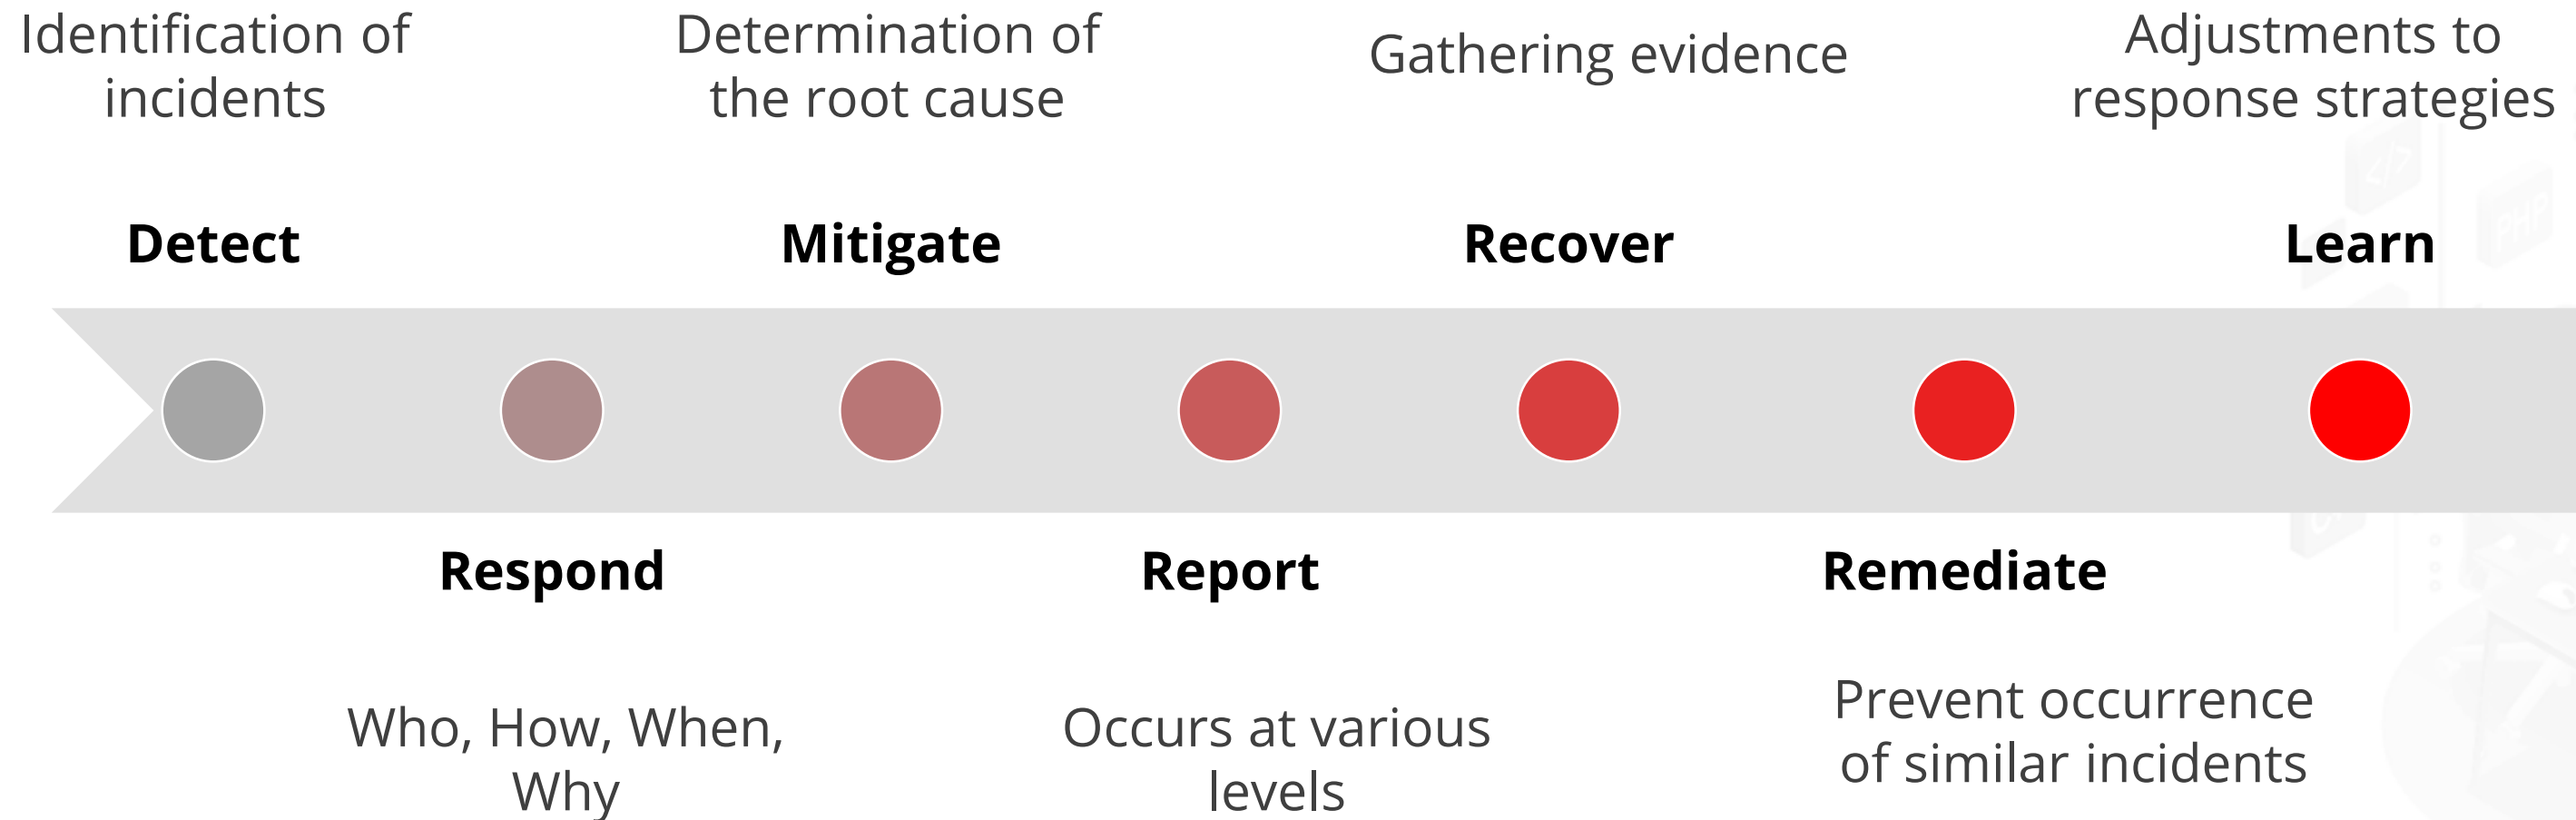 Identification of
incidents
Determination of
the root cause
Gathering evidence
Adjustments to
response strategies
Detect
Mitigate
Recover
Learn
Respond
Report
Remediate
Who, How, When,
Why
Occurs at various
levels
Prevent occurrence
of similar incidents